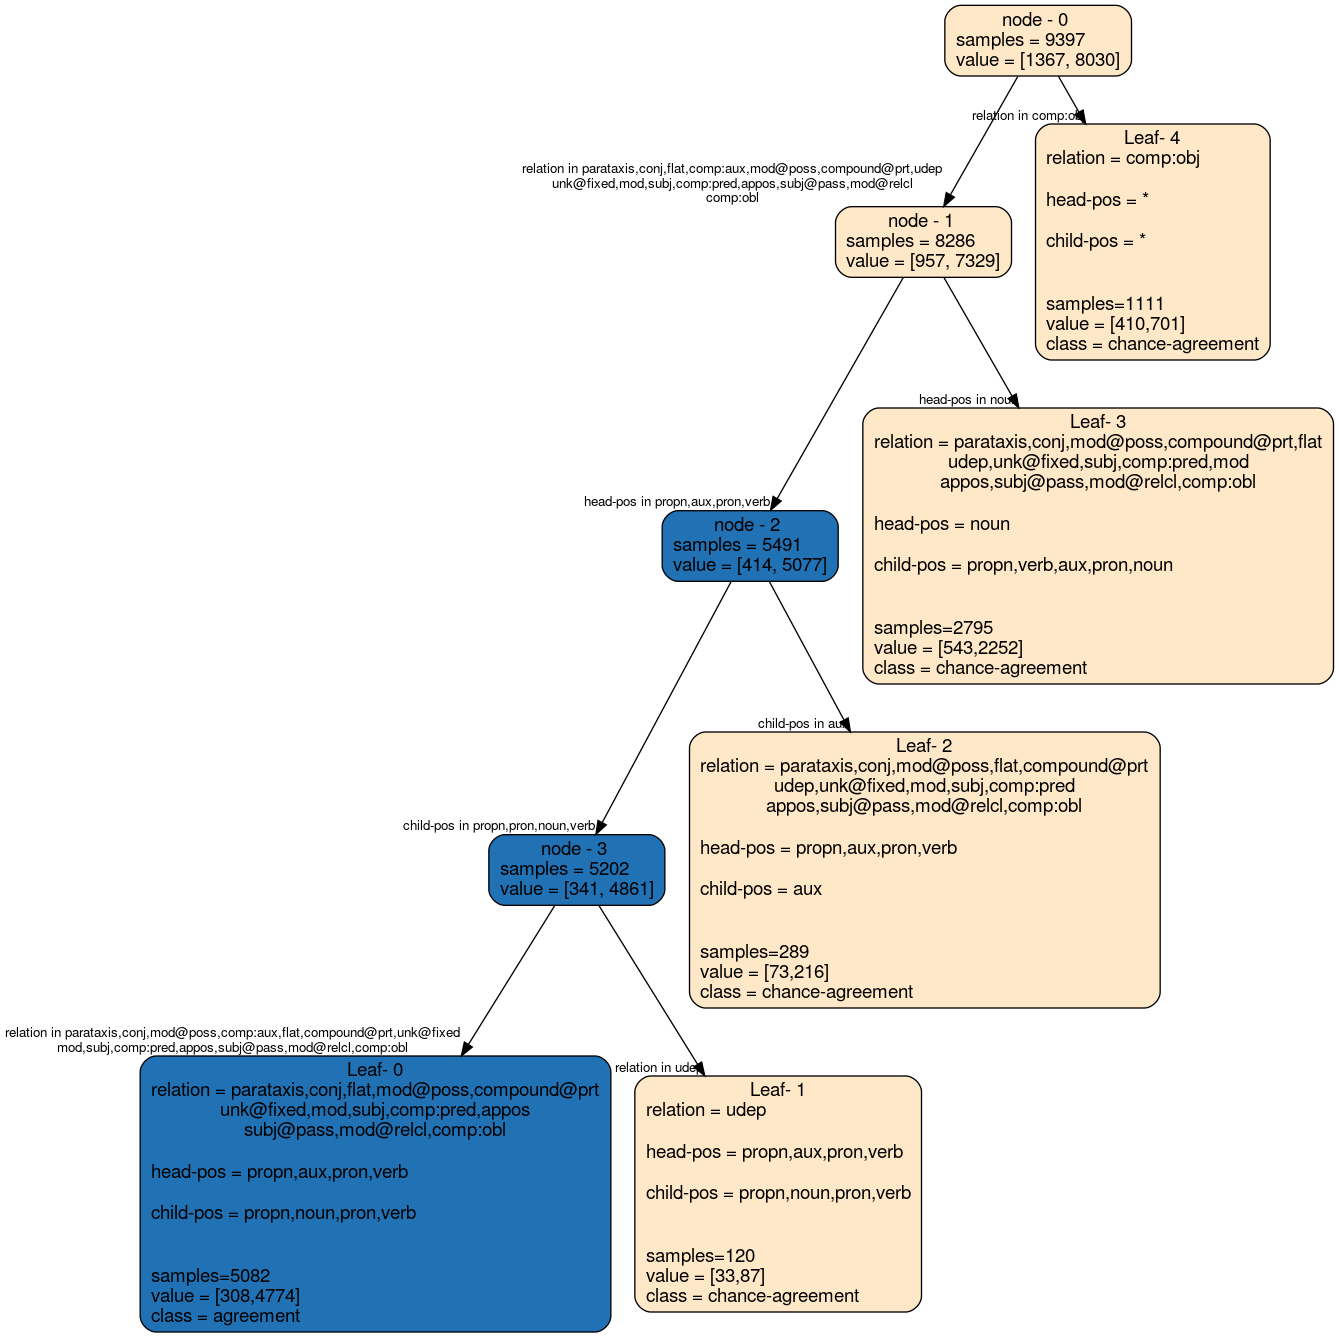 node - 0
samples = 9397
value = [1367, 8030]
relation in comp:obj
Leaf- 4
relation = comp:obj
head-pos = *
child-pos = *
samples=1111
value = [410,701]
class = chance-agreement
relation in parataxis,conj,flat,comp:aux,mod@poss,compound@prt,udep
unk@fixed,mod,subj,comp:pred,appos,subj@pass,mod@relcl
comp:obl
node - 1
samples = 8286
value = [957, 7329]
head-pos in noun
Leaf- 3
relation = parataxis,conj,mod@poss,compound@prt,flat
udep,unk@fixed,subj,comp:pred,mod
appos,subj@pass,mod@relcl,comp:obl
head-pos = noun
child-pos = propn,verb,aux,pron,noun
samples=2795
value = [543,2252]
class = chance-agreement
head-pos in propn,aux,pron,verb
node - 2
samples = 5491
value = [414, 5077]
child-pos in aux
Leaf- 2
relation = parataxis,conj,mod@poss,flat,compound@prt
udep,unk@fixed,mod,subj,comp:pred
appos,subj@pass,mod@relcl,comp:obl
head-pos = propn,aux,pron,verb
child-pos = aux
samples=289
value = [73,216]
class = chance-agreement
child-pos in propn,pron,noun,verb
node - 3
samples = 5202
value = [341, 4861]
relation in parataxis,conj,mod@poss,comp:aux,flat,compound@prt,unk@fixed
mod,subj,comp:pred,appos,subj@pass,mod@relcl,comp:obl
Leaf- 0
relation = parataxis,conj,flat,mod@poss,compound@prt
unk@fixed,mod,subj,comp:pred,appos
subj@pass,mod@relcl,comp:obl
head-pos = propn,aux,pron,verb
child-pos = propn,noun,pron,verb
samples=5082
value = [308,4774]
class = agreement
relation in udep
Leaf- 1
relation = udep
head-pos = propn,aux,pron,verb
child-pos = propn,noun,pron,verb
samples=120
value = [33,87]
class = chance-agreement